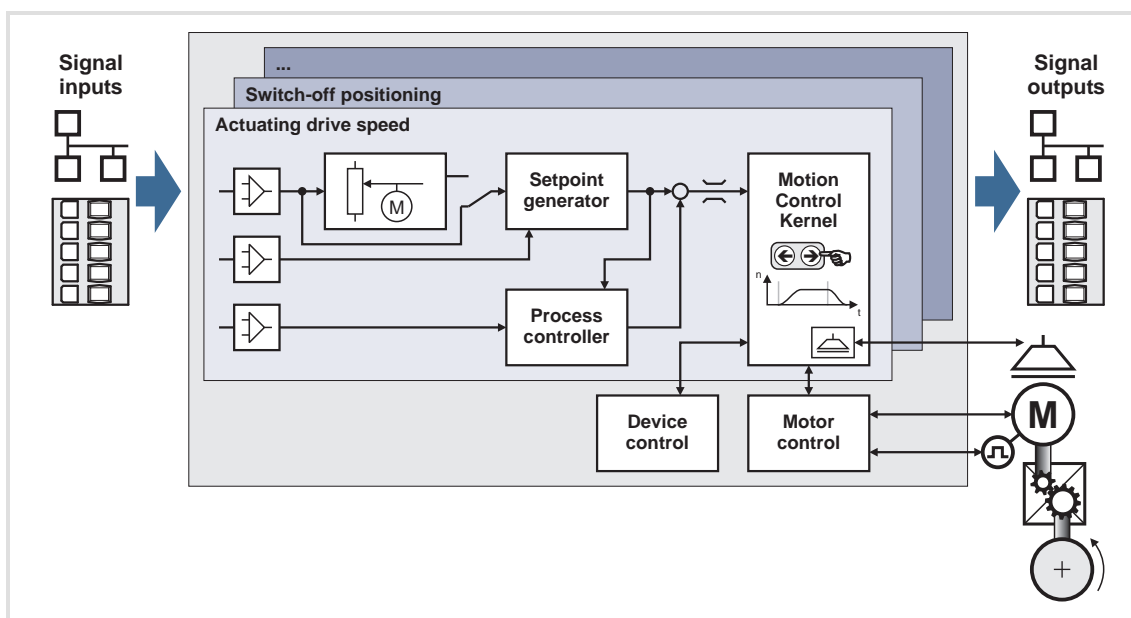 Signal
inputs
...
Switch-off positioning
Actuating drive speed
M
Setpoint
generator
Process
controller
Motion
Control
Kernel
n
t
Device
control
Motor
control
Signal
outputs
M